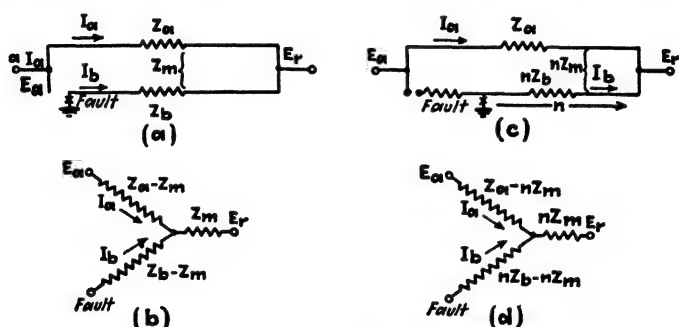 Ia
Za
a Ia
Ea
Ib
Zm
Er
Fault
Zb
(a)
Ia
Za
Ea
nZm
Ib
Er
nZb
Fault
n
(c)
Ea
Za-Zm
Ia
Zm
Er
Ib
Zb-Zm
Fault
(b)
Ea
Za-nZm
Ia
nZm
Er
Ib
nZb-nZm
Fault
(d)